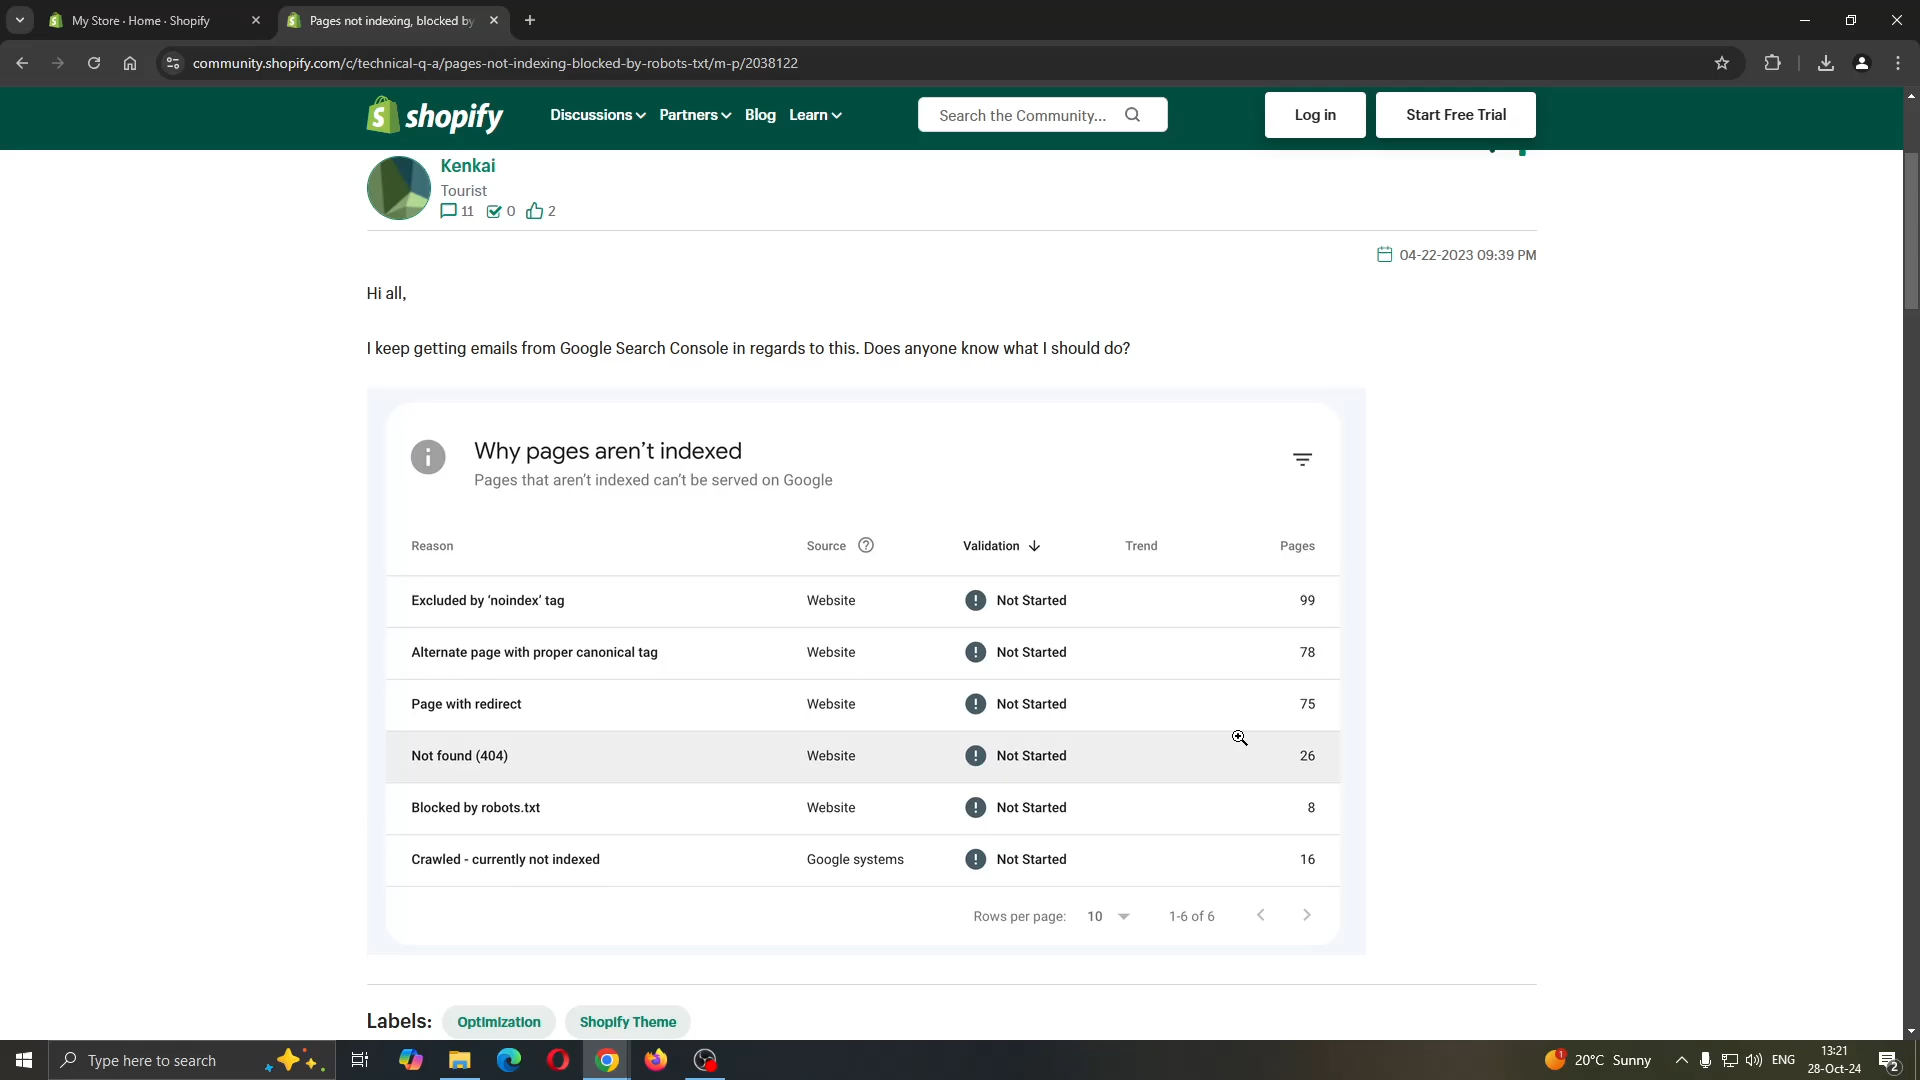 My Store · Home · Shopify
Pages not indexing, blocked by
community.shopify.com/c/technical-q-a/pages-not-indexing-blocked-by-robots-txt/m-p/2038122
shopify
Discussions
Partners
Blog
Learn
Search the Community...
Log in
Start Free Trial
Kenkai
Tourist
11 0 2
04-22-2023 09:39 PM
Hi all,
I keep getting emails from Google Search Console in regards to this. Does anyone know what I should do?
Why pages aren’t indexed
Pages that aren’t indexed can’t be served on Google
Reason Source Validation Trend Pages
Excluded by ‘noindex’ tag Website Not Started 99
Alternate page with proper canonical tag Website Not Started 78
Page with redirect Website Not Started 75
Not found (404) Website Not Started 26
Blocked by robots.txt Website Not Started 8
Crawled - currently not indexed Google systems Not Started 16
Rows per page: 10 1-6 of 6
Labels: Optimization Shopify Theme
Type here to search
1
20°C Sunny
ENG
13:21
28-Oct-24
2